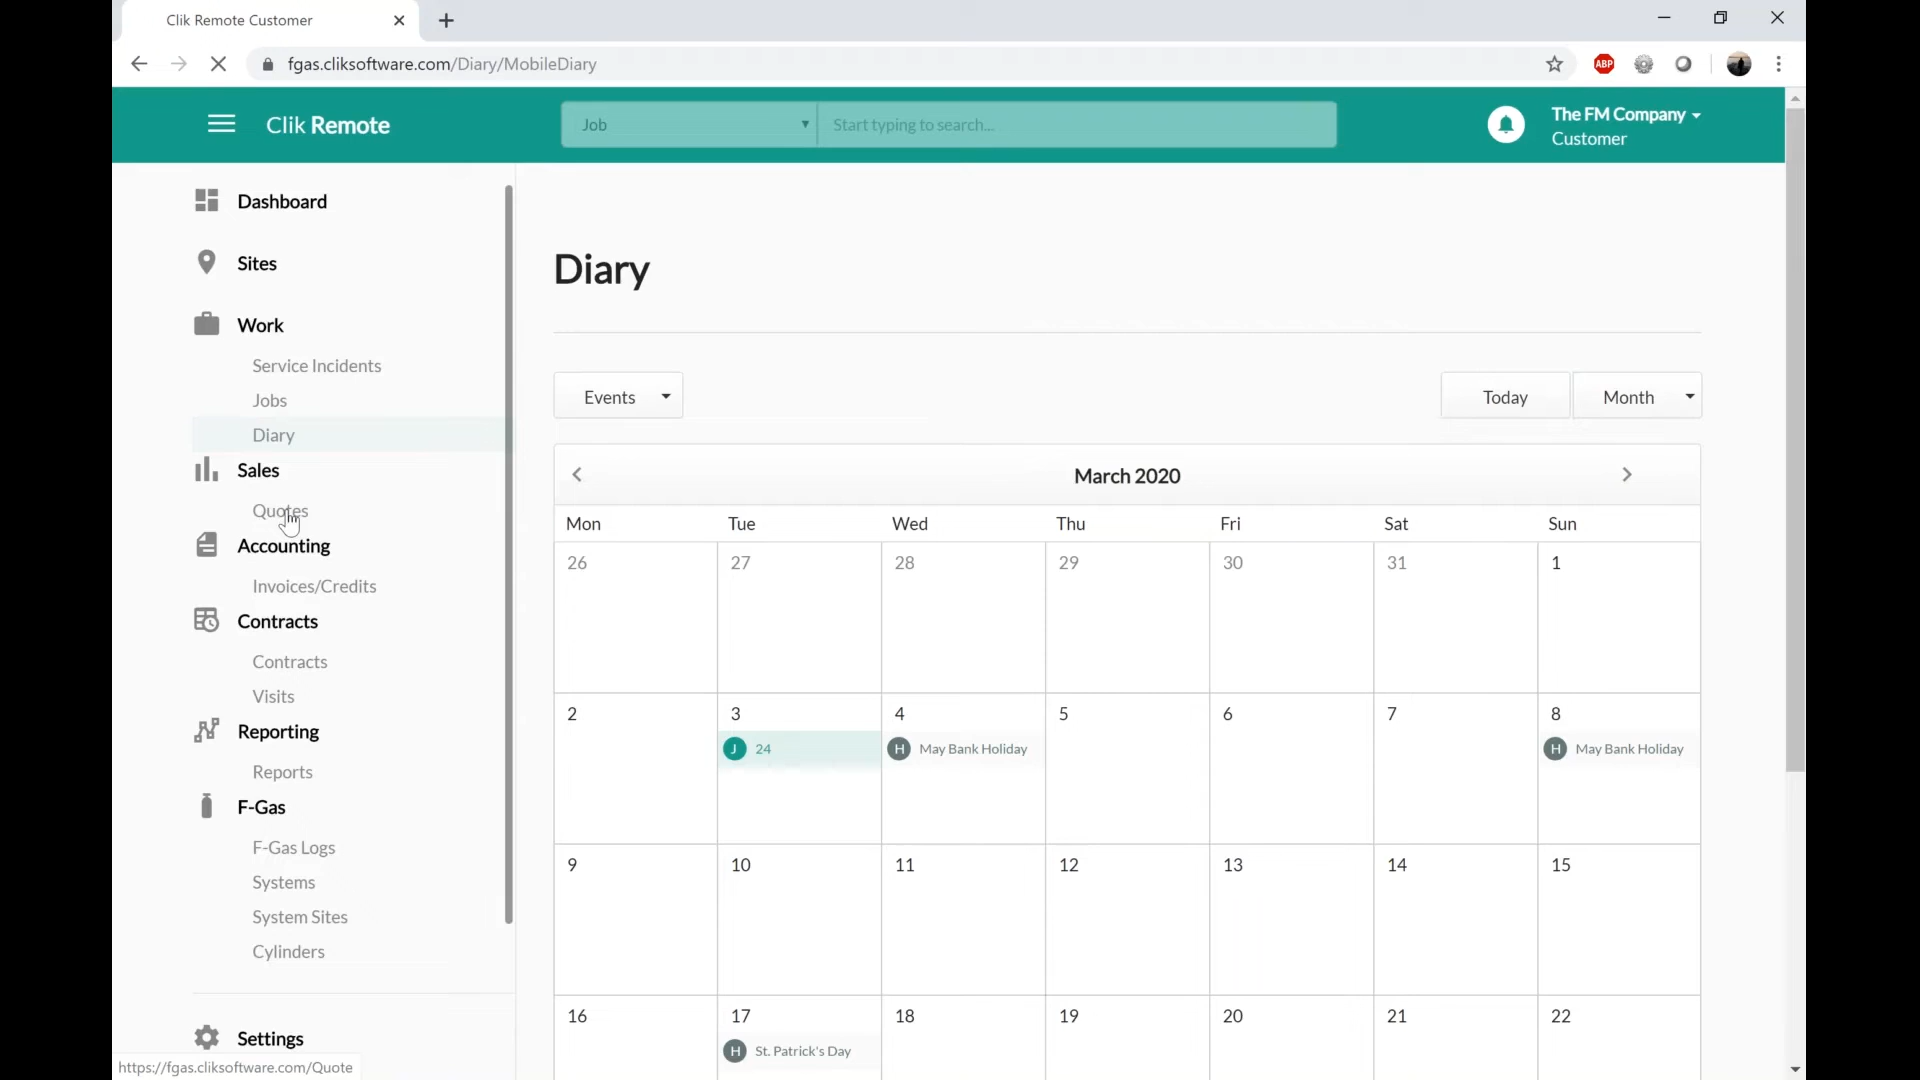 Clik Remote Customer
fgas.cliksoftware.com/Diary/MobileDiary
ABP
Clik Remote
Job
Start typing to search...
The FM Company
Customer
Dashboard
Sites
Work
Service Incidents
Jobs
Diary
Sales
Quotes
Accounting
Invoices/Credits
Contracts
Contracts
Visits
Reporting
Reports
F-Gas
F-Gas Logs
Systems
System Sites
Cylinders
Settings
https://fgas.cliksoftware.com/Quote
Diary
Events
Today
Month
March 2020
Mon Tue Wed Thu Fri Sat Sun
26 27 28 29 30 31 1
2 3 4 5 6 7 8
J 24 H May Bank Holiday H May Bank Holiday
9 10 11 12 13 14 15
16 17 18 19 20 21 22
H St. Patrick's Day